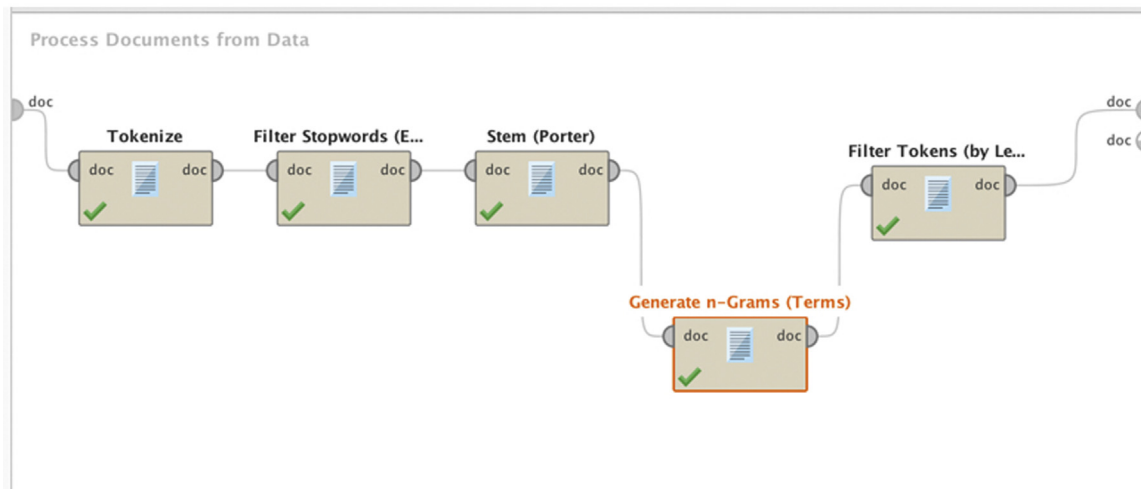 Process Documents from Data
doc
doc
doc
Tokenize
Filter Stopwords (E...
Stem (Porter)
Filter Tokens (by Le...
doc
doc
doc
doc
doc
doc
doc
doc
Generate n-Grams (Terms)
doc
doc